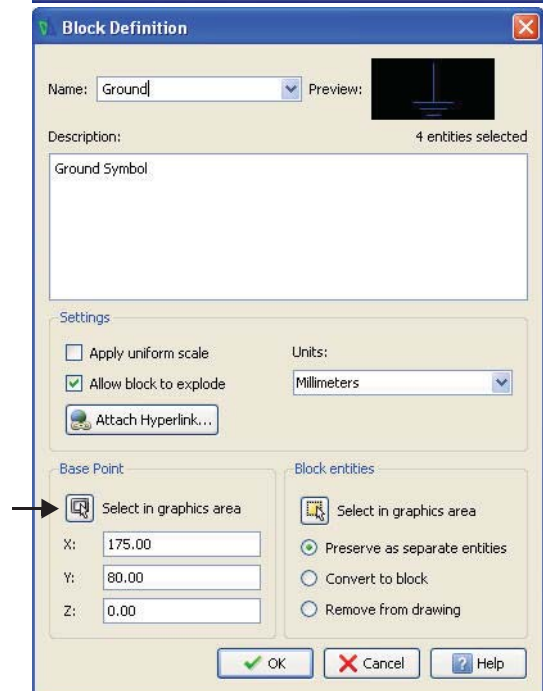 Block Definition
Name: Ground Preview:
Description: 4 entities selected
Ground Symbol
Settings
Apply uniform scale
Units:
Allow block to explode
Millimeters
Attach Hyperlink...
Base Point
Select in graphics area
X: 175.00
Y: 80.00
Z: 0.00
Block entities
Select in graphics area
Preserve as separate entities
Convert to block
Remove from drawing
OK Cancel Help